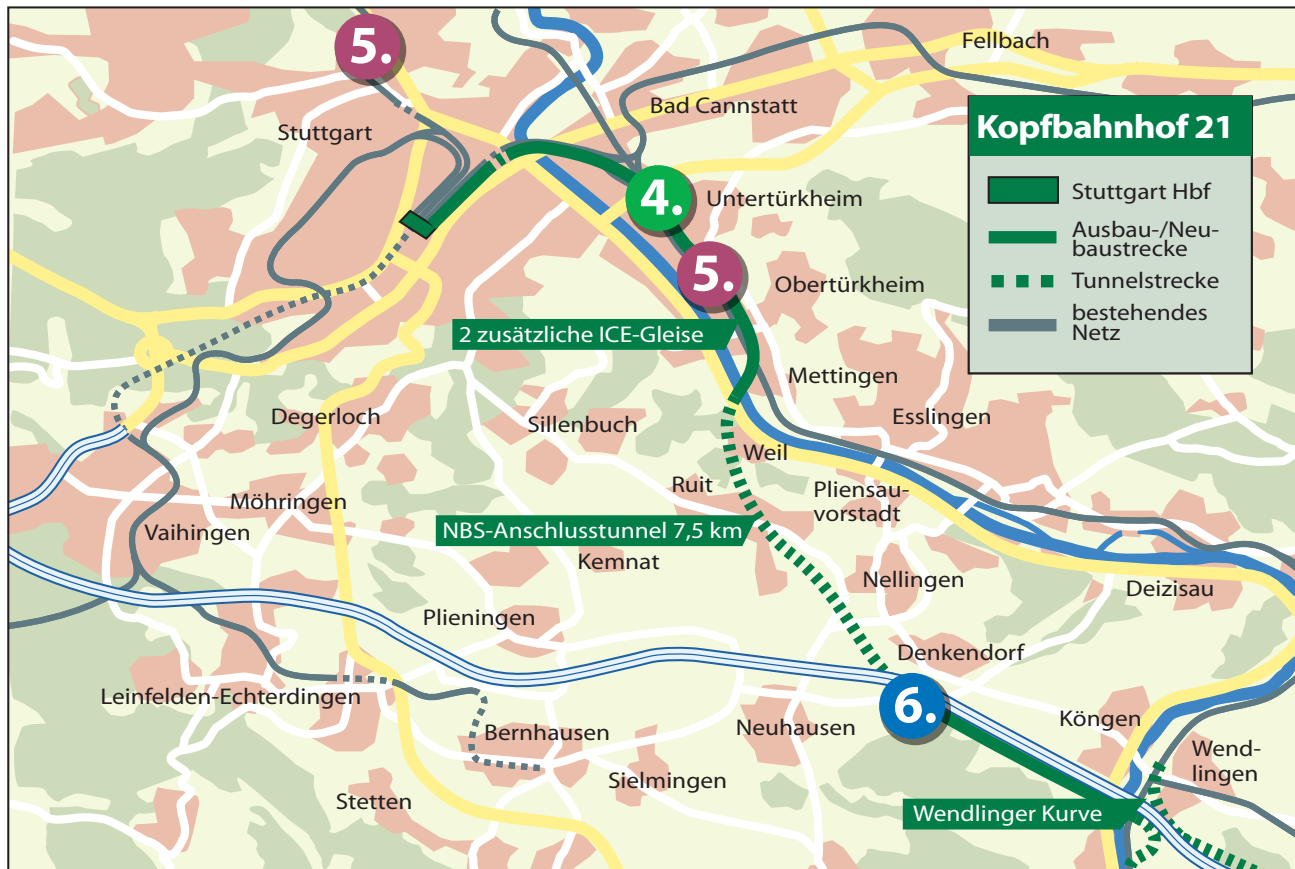 5.
Fellbach
Bad Cannstatt
Stuttgart
Kopfbahnhof 21
Stuttgart Hbf
Ausbau-/Neu-
baustrecke
Tunnelstrecke
bestehendes
Netz
4.
Untertürkheim
5.
Obertürkheim
2 zusätzliche ICE-Gleise
Mettingen
Esslingen
Degerloch
Sillenbuch
Weil
Ruit
Pliensau-
vorstadt
Möhringen
Vaihingen
NBS-Anschlusstunnel 7,5 km
Kemnat
Nellingen
Deizisau
Plieningen
Denkendorf
Leinfelden-Echterdingen
6.
Köngen
Bernhausen
Neuhausen
Wend-
lingen
Sielmingen
Stetten
Wendlinger Kurve